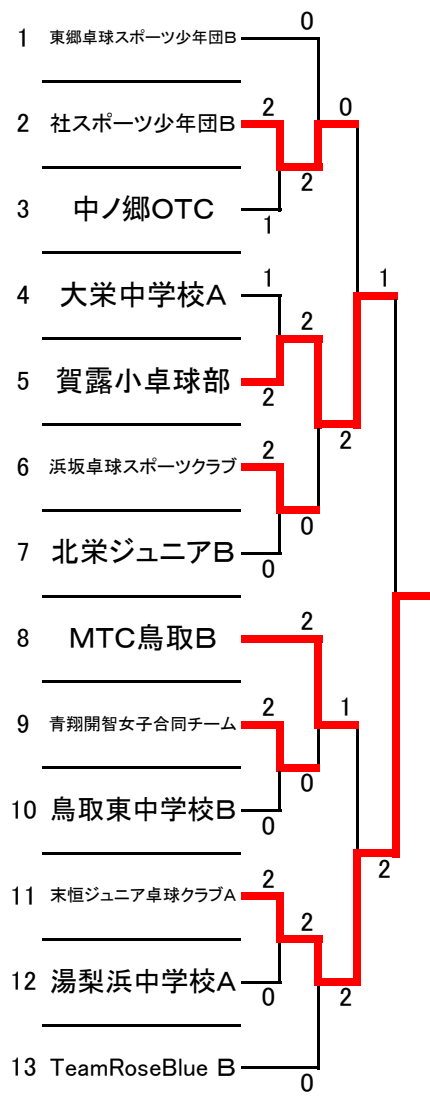 0
1 東郷卓球スポーツ少年団B
2 0
2 社スポーツ少年団B
2
3 中ノ郷OTC
1
1 1
4 大栄中学校A
2
5 賀露小卓球部
2
2 2
6 浜坂卓球スポーツクラブ
0
7 北栄ジュニアB
0
2
8 MTC鳥取B
2 1
9 青翔開智女子合同チーム
0
10 鳥取東中学校B
0
2 2
11 末恒ジュニア卓球クラブA
2
12 湯梨浜中学校A
0 2
13 TeamRoseBlue B
0